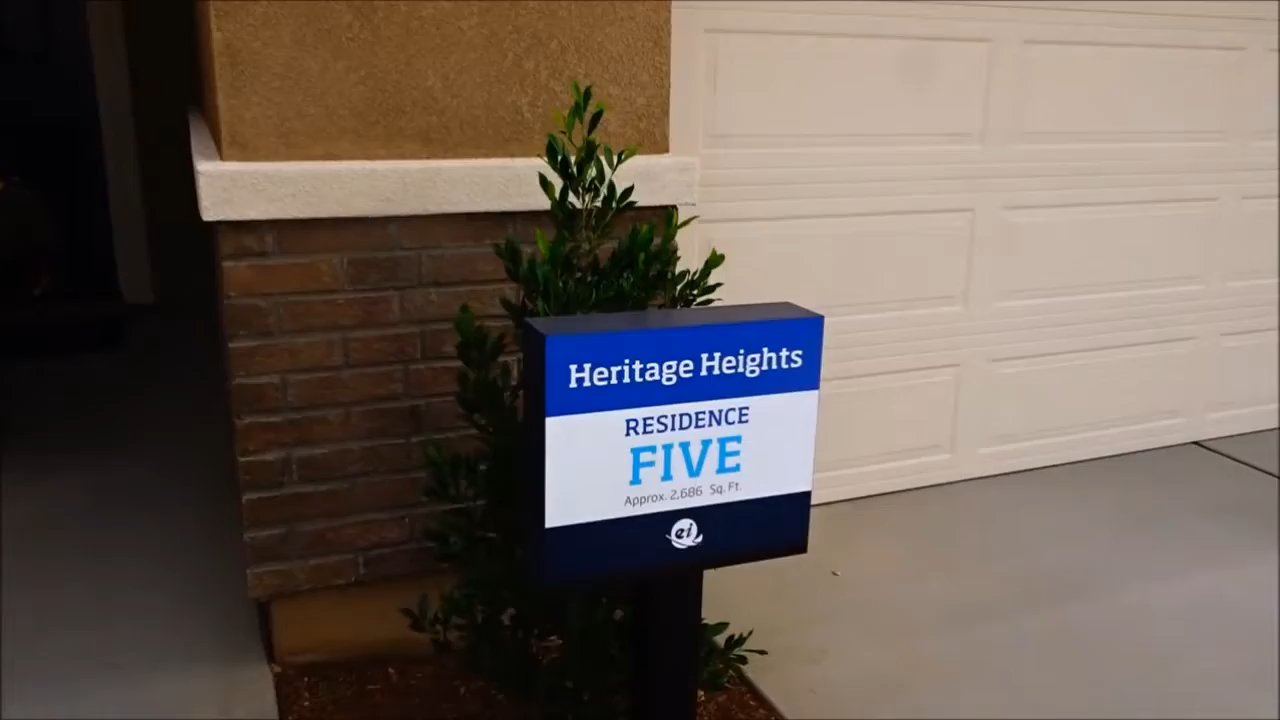 Heritage Heights
RESIDENCE
FIVE
Approx. 2,686 Sq. Ft.
ei